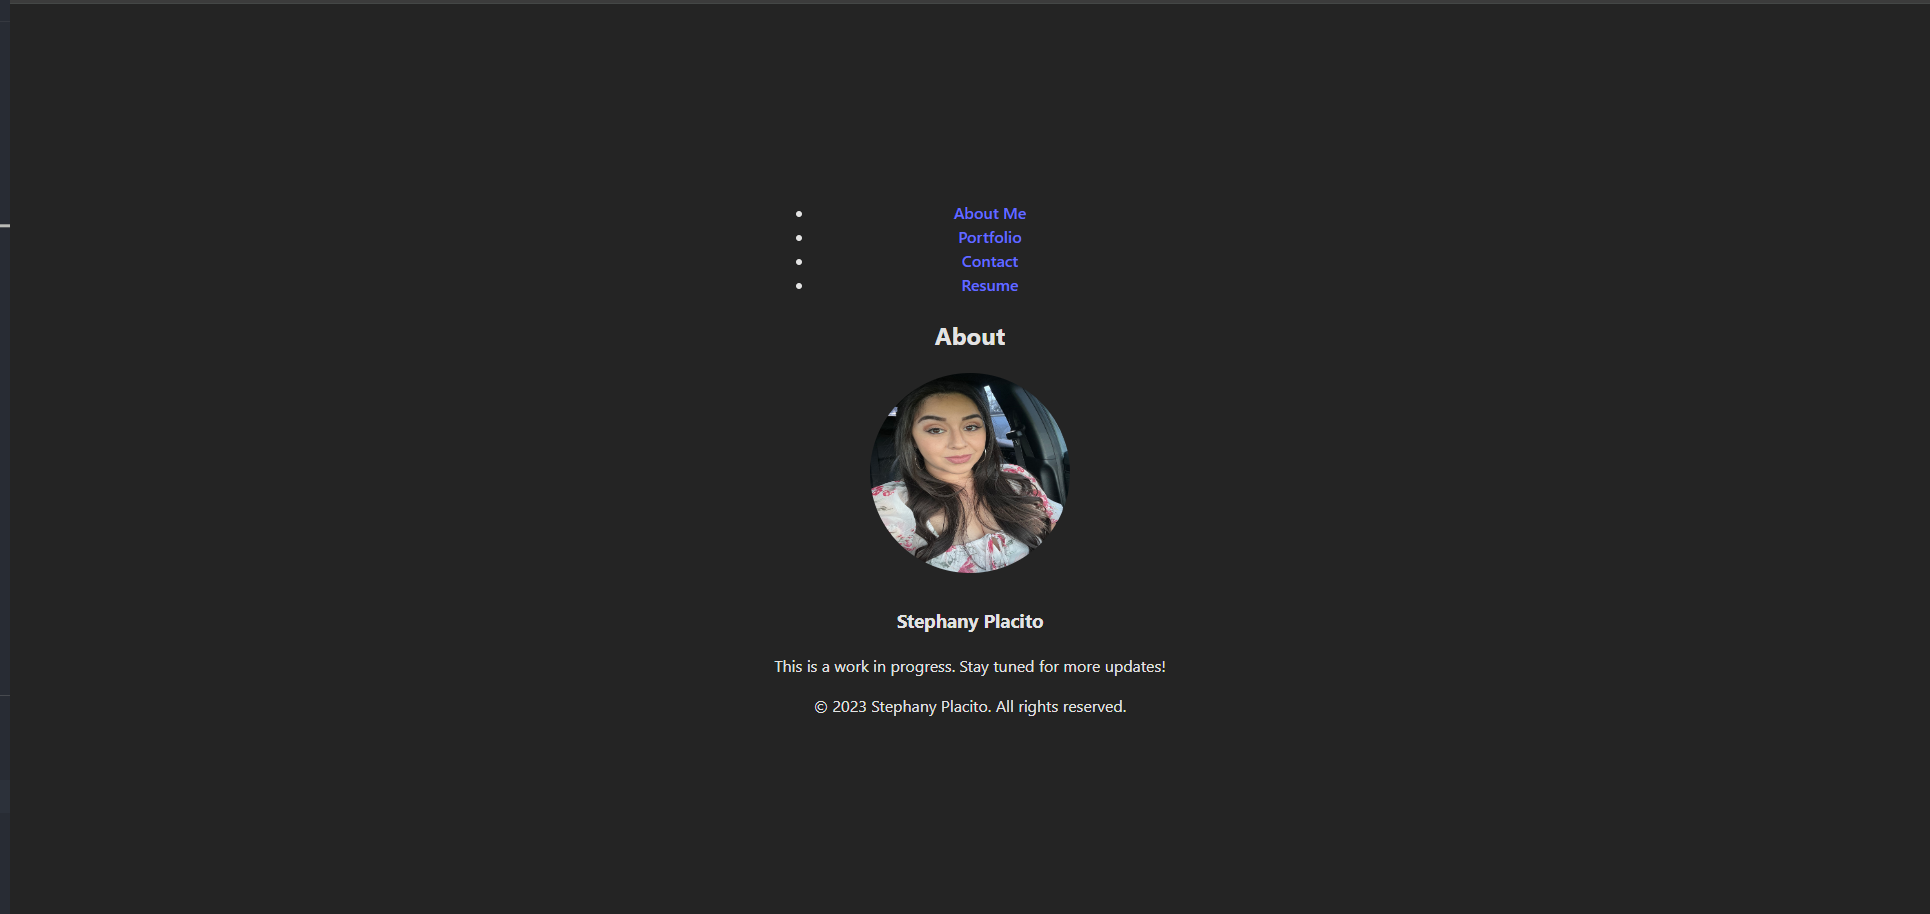 About Me
Portfolio
Contact
Resume
About
Stephany Placito
This is a work in progress. Stay tuned for more updates!
© 2023 Stephany Placito. All rights reserved.